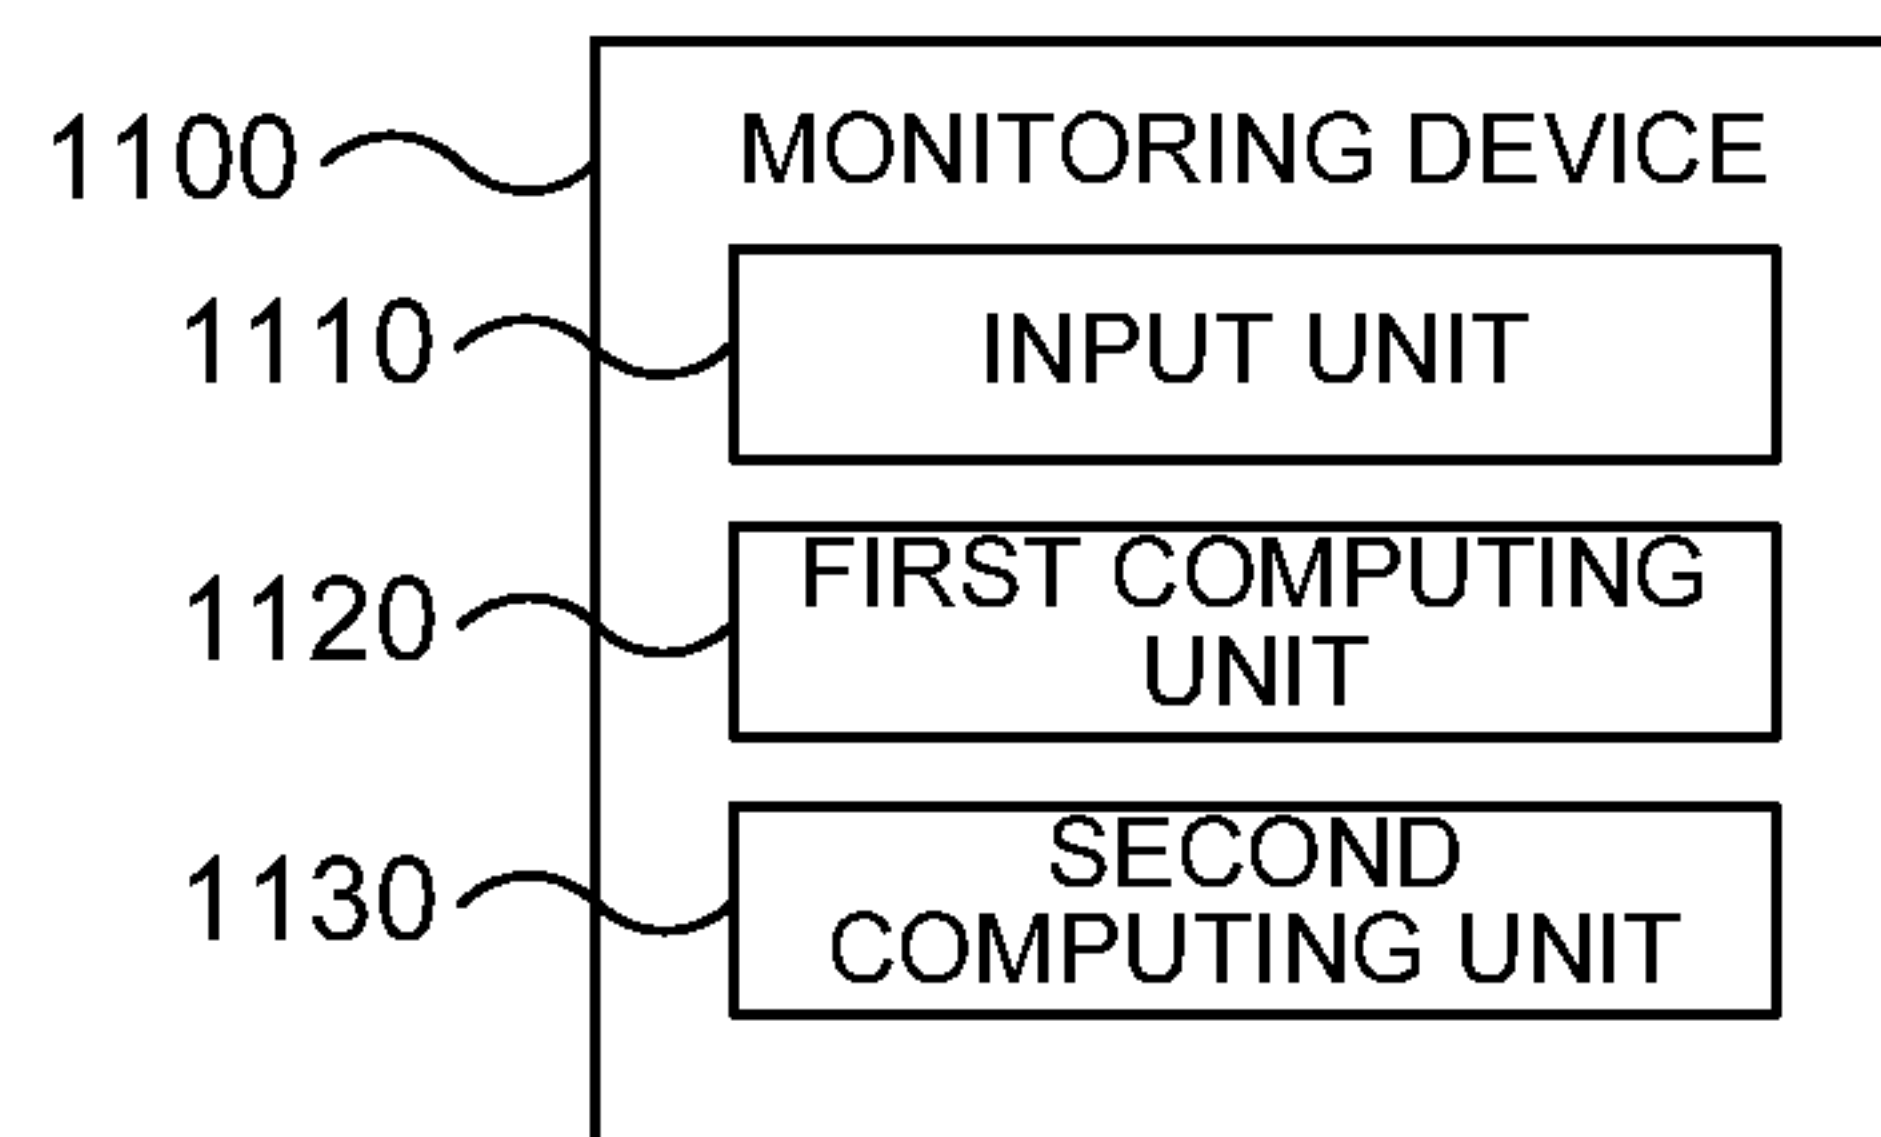 1100 MONITORING DEVICE
1110 INPUT UNIT
1120 FIRST COMPUTING
UNIT
1130 SECOND
COMPUTING UNIT